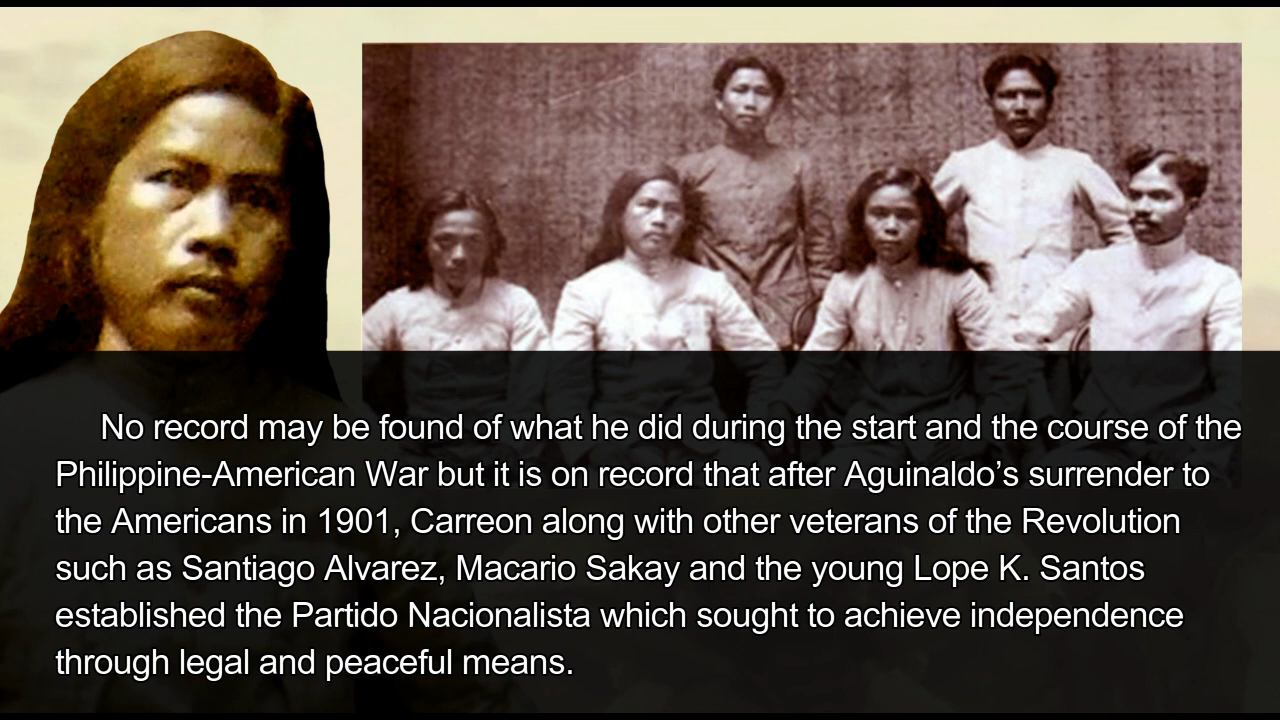 No record may be found of what he did during the start and the course of the
Philippine-American War but it is on record that after Aguinaldo’s surrender to
the Americans in 1901, Carreon along with other veterans of the Revolution
such as Santiago Alvarez, Macario Sakay and the young Lope K. Santos
established the Partido Nacionalista which sought to achieve independence
through legal and peaceful means.